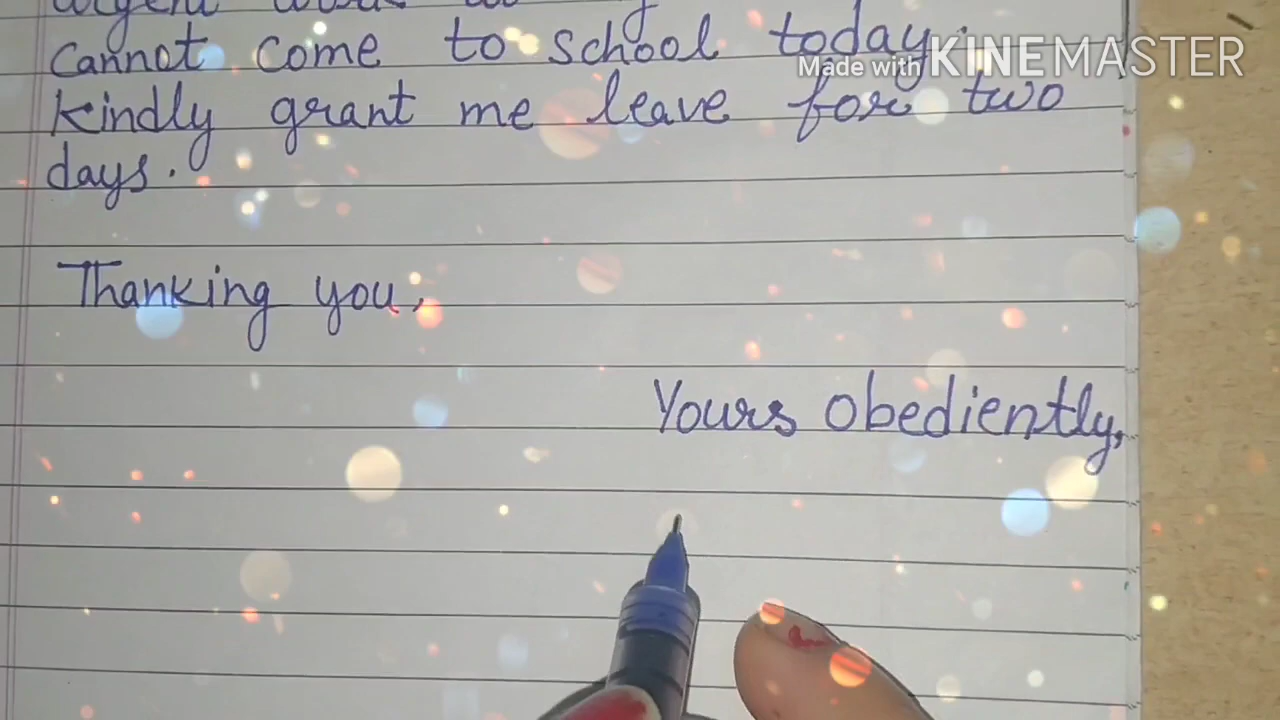 cannot come to school today.
Made with KINEMASTER
kindly grant me leave for two
days.
Thanking you,
Yours obediently,